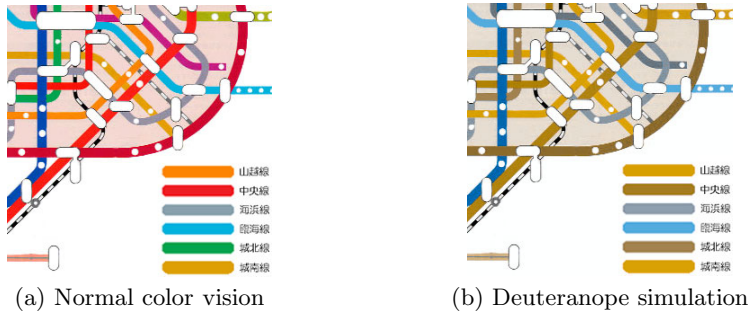 山越線
中央線
海浜線
臨海線
城北線
城南線
山越線
中央線
海浜線
臨海線
城北線
城南線
(a) Normal color vision
(b) Deuteranope simulation